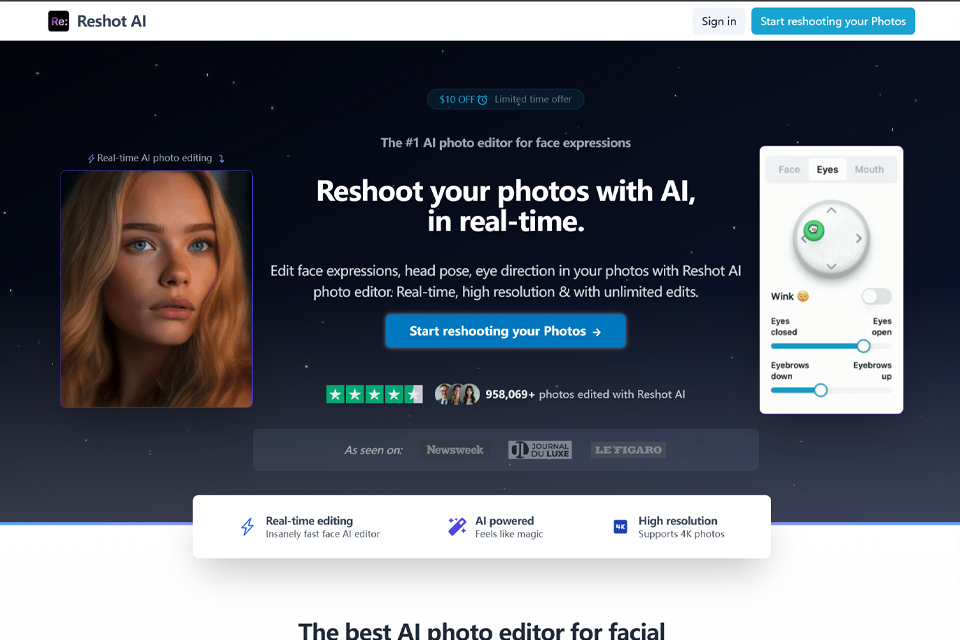 Re: Reshot AI
Sign in
Start reshooting your Photos
$10 OFF Limited time offer
The #1 AI photo editor for face expressions
Real-time AI photo editing
Reshoot your photos with AI,
in real-time.
Edit face expressions, head pose, eye direction in your photos with Reshot AI
photo editor. Real-time, high resolution & with unlimited edits.
Start reshooting your Photos →
958,069+ photos edited with Reshot AI
As seen on: Newsweek JOURNAL DU LUXE LE FIGARO
Face Eyes Mouth
Wink
Eyes closed
Eyes open
Eyebrows down
Eyebrows up
Real-time editing
Insanely fast face AI editor
AI powered
Feels like magic
4K
High resolution
Supports 4K photos
The best AI photo editor for facial